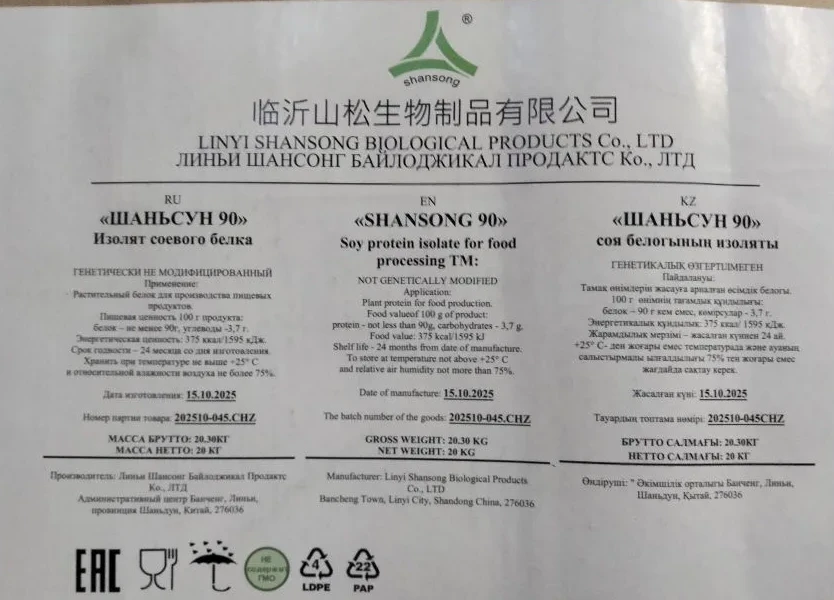 ®
shansong
临沂山松生物制品有限公司
LINYI SHANSONG BIOLOGICAL PRODUCTS Co., LTD
ЛИНЬИ ШАНСОНГ БАЙЛОДЖИКАЛ ПРОДАКТС Ко., ЛТД
RU
«ШАНЬСУН 90»
Изолят соевого белка
ГЕНЕТИЧЕСКИ НЕ МОДИФИЦИРОВАННЫЙ
Применение:
Растительный белок для производства пищевых
продуктов.
Пищевая ценность 100 г продукта:
белок – не менее 90г, углеводы -3,7 г.
Энергетическая ценность: 375 ккал/1595 кДж.
Срок годности – 24 месяца со дня изготовления.
Хранить при температуре не выше +25° С
и относительной влажности воздуха не более 75%.
Дата изготовления: 15.10.2025
Номер партии товара: 202510-045.CHZ
МАССА БРУТТО: 20.30КГ
МАССА НЕТТО: 20 КГ
Производитель: Линьи Шансонг Байлоджикал Продактс
Ко., ЛТД
Административный центр Банченг, Линьи,
провинция Шаньдун, Китай, 276036
EN
«SHANSONG 90»
Soy protein isolate for food
processing TM:
NOT GENETICALLY MODIFIED
Application:
Plant protein for food production.
Food valueof 100 g of product:
protein - not less than 90g, carbohydrates - 3,7 g.
Food value: 375 kcal/1595 kJ
Shelf life - 24 months from date of manufacture.
To store at temperature not above +25° C
and relative air humidity not more than 75%.
Date of manufacture: 15.10.2025
The batch number of the goods: 202510-045.CHZ
GROSS WEIGHT: 20.30 KG
NET WEIGHT: 20 KG
Manufacturer: Linyi Shansong Biological Products
Co., LTD
Bancheng Town, Linyi City, Shandong China, 276036
KZ
«ШАНЬСУН 90»
соя белогының изоляты
ГЕНЕТИКАЛЫҚ ӨЗГЕРТІЛМЕГЕН
Пайдалануы:
Тамақ өнімдерін жасауға арналған өсімдік белогы.
100 г өнімнің тағамдық құндылығы:
белок – 90 г кем емес, көмірсулар - 3,7 г.
Энергетикалық құндылық: 375 ккал/ 1595 кДж.
Жарамдылық мерзімі – жасалған күннен 24 ай.
+25° С- ден жоғары емес температурада және ауаның
салыстырмалы ылғалдылығы 75% тен жоғары емес
жағдайда сақтау керек.
Жасалған күні: 15.10.2025
Тауардың топтама нөмірі: 202510-045CHZ
БРУТТО САЛМАҒЫ: 20.30КГ
НЕТТО САЛМАҒЫ: 20 КГ
Өндіруші: " Әкімшілік орталығы Банченг, Линьи,
Шаньдун, Қытай, 276036
EAC
НЕ
содержит
ГМО
4
LDPE
22
PAP